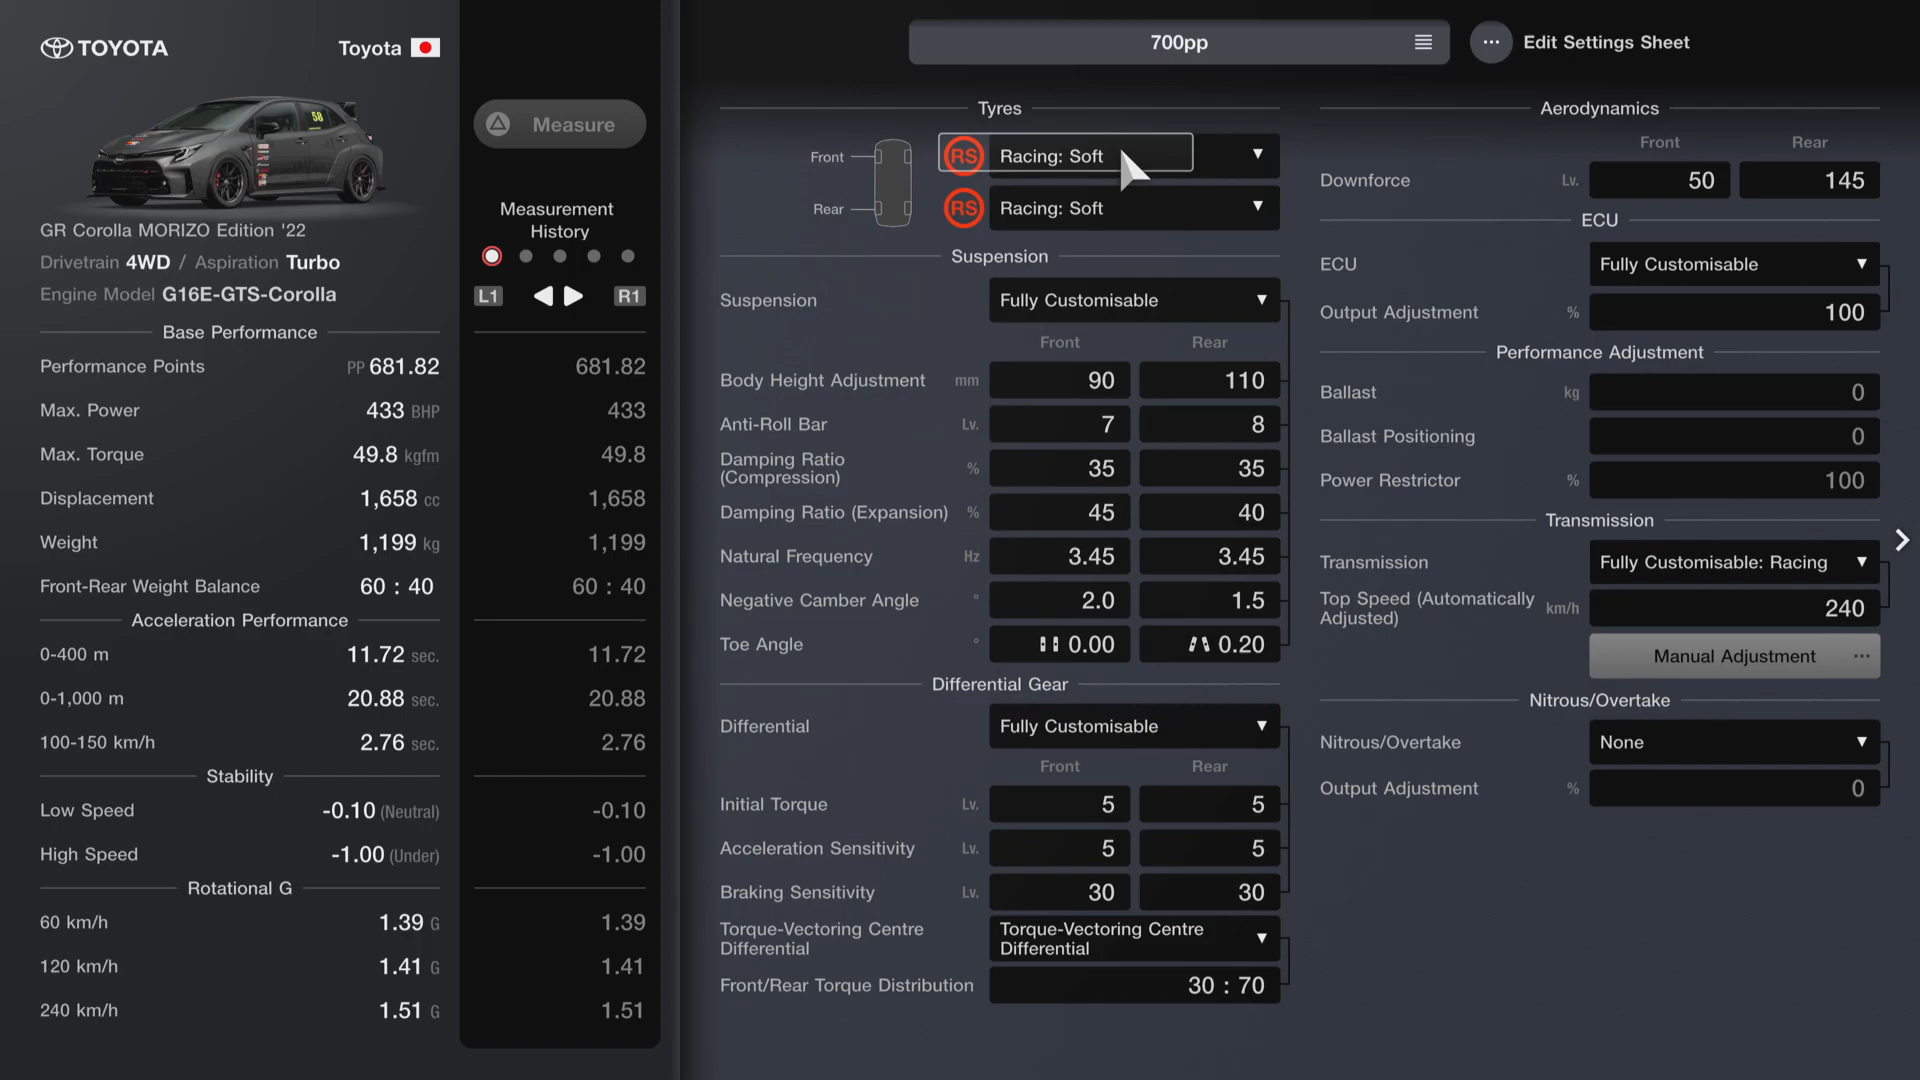 TOYOTA
Toyota
58
GR Corolla MORIZO Edition '22
Drivetrain 4WD / Aspiration Turbo
Engine Model G16E-GTS-Corolla
Base Performance
Performance Points PP 681.82
Max. Power 433 BHP
Max. Torque 49.8 kgfm
Displacement 1,658 cc
Weight 1,199 kg
Front-Rear Weight Balance 60 : 40
Acceleration Performance
0-400 m 11.72 sec.
0-1,000 m 20.88 sec.
100-150 km/h 2.76 sec.
Stability
Low Speed -0.10 (Neutral)
High Speed -1.00 (Under)
Rotational G
60 km/h 1.39 G
120 km/h 1.41 G
240 km/h 1.51 G
Measure
Measurement
History
L1 R1
681.82
433
49.8
1,658
1,199
60 : 40
11.72
20.88
2.76
-0.10
-1.00
1.39
1.41
1.51
700pp
Edit Settings Sheet
Tyres
Front RS Racing: Soft
Rear RS Racing: Soft
Suspension
Suspension Fully Customisable
Front Rear
Body Height Adjustment mm 90 110
Anti-Roll Bar Lv. 7 8
Damping Ratio
(Compression) % 35 35
Damping Ratio (Expansion) % 45 40
Natural Frequency Hz 3.45 3.45
Negative Camber Angle ° 2.0 1.5
Toe Angle ° 0.00 0.20
Differential Gear
Differential Fully Customisable
Front Rear
Initial Torque Lv. 5 5
Acceleration Sensitivity Lv. 5 5
Braking Sensitivity Lv. 30 30
Torque-Vectoring Centre
Differential
Torque-Vectoring Centre
Differential
Front/Rear Torque Distribution 30 : 70
Aerodynamics
Front Rear
Downforce Lv. 50 145
ECU
ECU Fully Customisable
Output Adjustment % 100
Performance Adjustment
Ballast kg 0
Ballast Positioning 0
Power Restrictor % 100
Transmission
Transmission Fully Customisable: Racing
Top Speed (Automatically
Adjusted) km/h 240
Manual Adjustment
Nitrous/Overtake
Nitrous/Overtake None
Output Adjustment % 0